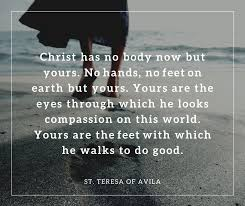 Christ has no body now but
yours. No hands, no feet on
earth but yours. Yours are the
eyes through which he looks
compassion on this world.
Yours are the feet with which
he walks to do good.
ST. TERESA OF AVILA